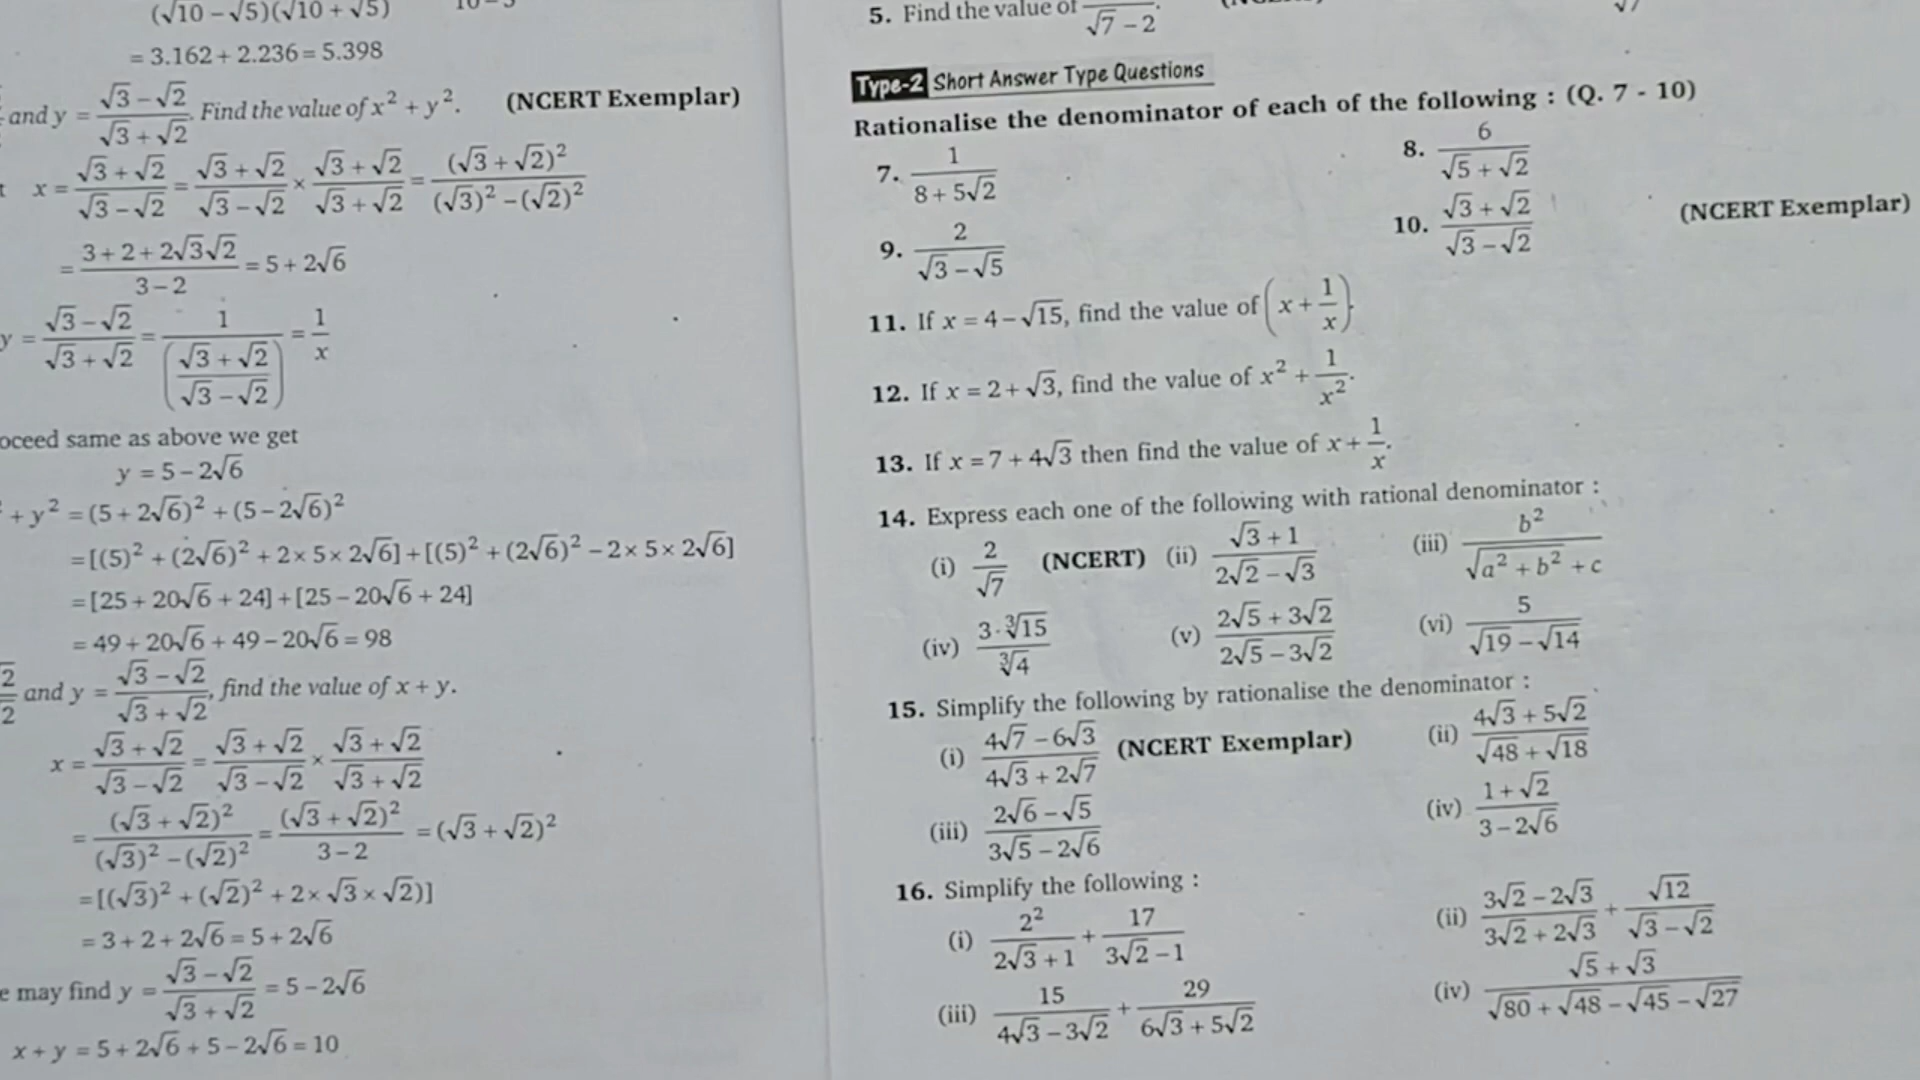 (√10 − √5)(√10 + √5)
= 3.162 + 2.236 = 5.398
and y = (√3 − √2)/(√3 + √2). Find the value of x² + y². (NCERT Exemplar)
x = (√3 + √2)/(√3 − √2) = (√3 + √2)/(√3 − √2) × (√3 + √2)/(√3 + √2) = (√3 + √2)²/((√3)² − (√2)²)
= (3 + 2 + 2√3√2)/(3 − 2) = 5 + 2√6
y = (√3 − √2)/(√3 + √2) = 1/((√3 + √2)/(√3 − √2)) = 1/x
same as above we get
y = 5 − 2√6
+ y² = (5 + 2√6)² + (5 − 2√6)²
= [(5)² + (2√6)² + 2 × 5 × 2√6] + [(5)² + (2√6)² − 2 × 5 × 2√6]
= [25 + 20√6 + 24] + [25 − 20√6 + 24]
= 49 + 20√6 + 49 − 20√6 = 98
and y = (√3 − √2)/(√3 + √2), find the value of x + y.
x = (√3 + √2)/(√3 − √2) = (√3 + √2)/(√3 − √2) × (√3 + √2)/(√3 + √2)
= (√3 + √2)²/((√3)² − (√2)²) = (√3 + √2)²/(3 − 2) = (√3 + √2)²
= [(√3)² + (√2)² + 2 × √3 × √2)]
= 3 + 2 + 2√6 = 5 + 2√6
may find y = (√3 − √2)/(√3 + √2) = 5 − 2√6
x + y = 5 + 2√6 + 5 − 2√6 = 10
5. Find the value of /(√7 − 2).
Type-2 Short Answer Type Questions
Rationalise the denominator of each of the following : (Q. 7 - 10)
7. 1/(8 + 5√2) 8. 6/(√5 + √2)
9. 2/(√3 − √5) 10. (√3 + √2)/(√3 − √2) (NCERT Exemplar)
11. If x = 4 − √15, find the value of (x + 1/x).
12. If x = 2 + √3, find the value of x² + 1/x².
13. If x = 7 + 4√3 then find the value of x + 1/x.
14. Express each one of the following with rational denominator :
(i) 2/√7 (NCERT) (ii) (√3 + 1)/(2√2 − √3) (iii) b²/(√(a² + b²) + c)
(iv) 3·∛15/∛4 (v) (2√5 + 3√2)/(2√5 − 3√2) (vi) 5/(√19 − √14)
15. Simplify the following by rationalise the denominator :
(i) (4√7 − 6√3)/(4√3 + 2√7) (NCERT Exemplar) (ii) (4√3 + 5√2)/(√48 + √18)
(iii) (2√6 − √5)/(3√5 − 2√6) (iv) (1 + √2)/(3 − 2√6)
16. Simplify the following :
(i) 2²/(2√3 + 1) + 17/(3√2 − 1) (ii) (3√2 − 2√3)/(3√2 + 2√3) + √12/(√3 − √2)
(iii) 15/(4√3 − 3√2) + 29/(6√3 + 5√2) (iv) (√5 + √3)/(√80 + √48 − √45 − √27)